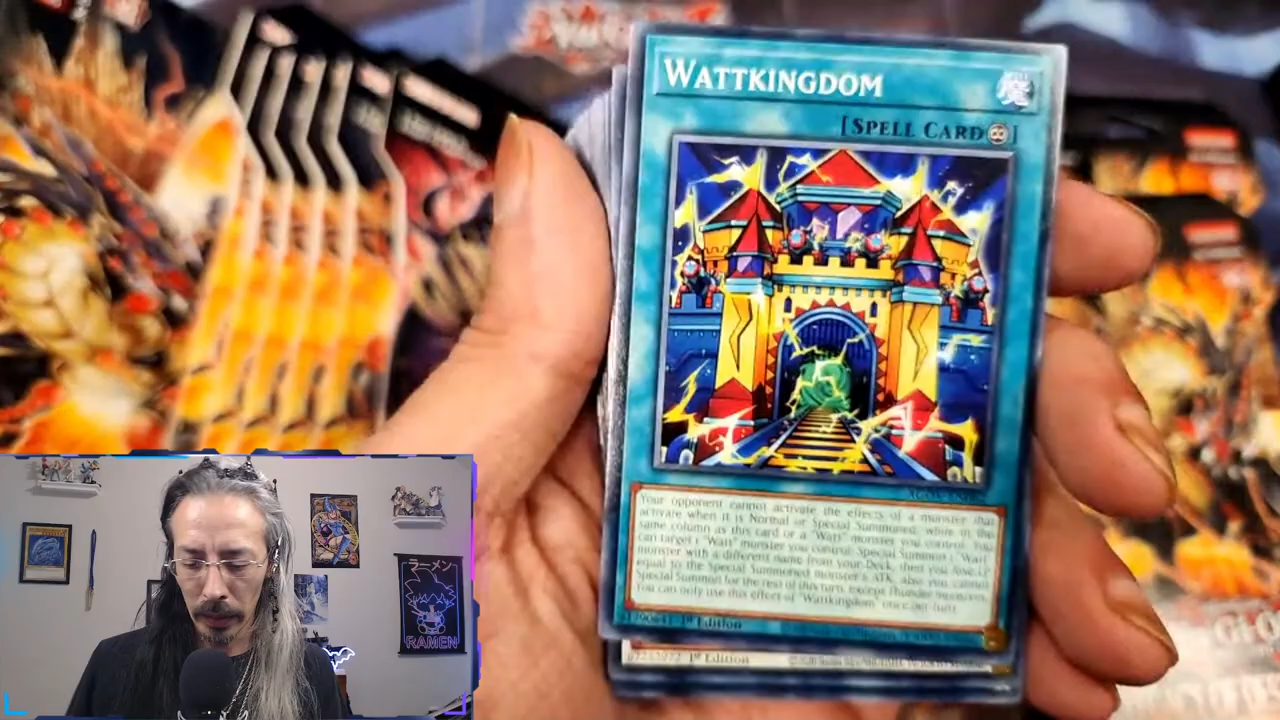 WATTKINGDOM
[SPELL CARD]
Your opponent cannot activate the effects of a monster that
activate when it is Normal or Special Summoned, while in the
same column as this card or a "Watt" monster you control. You
can target 1 "Watt" monster you control; Special Summon 1 "Watt"
monster with a different name from your Deck, then you lose LP
equal to the Special Summoned monster's ATK, also you cannot
Special Summon for the rest of this turn, except Thunder monsters.
You can only use this effect of "Wattkingdom" once per turn.
1st Edition
1st Edition
ラーメン
RAMEN